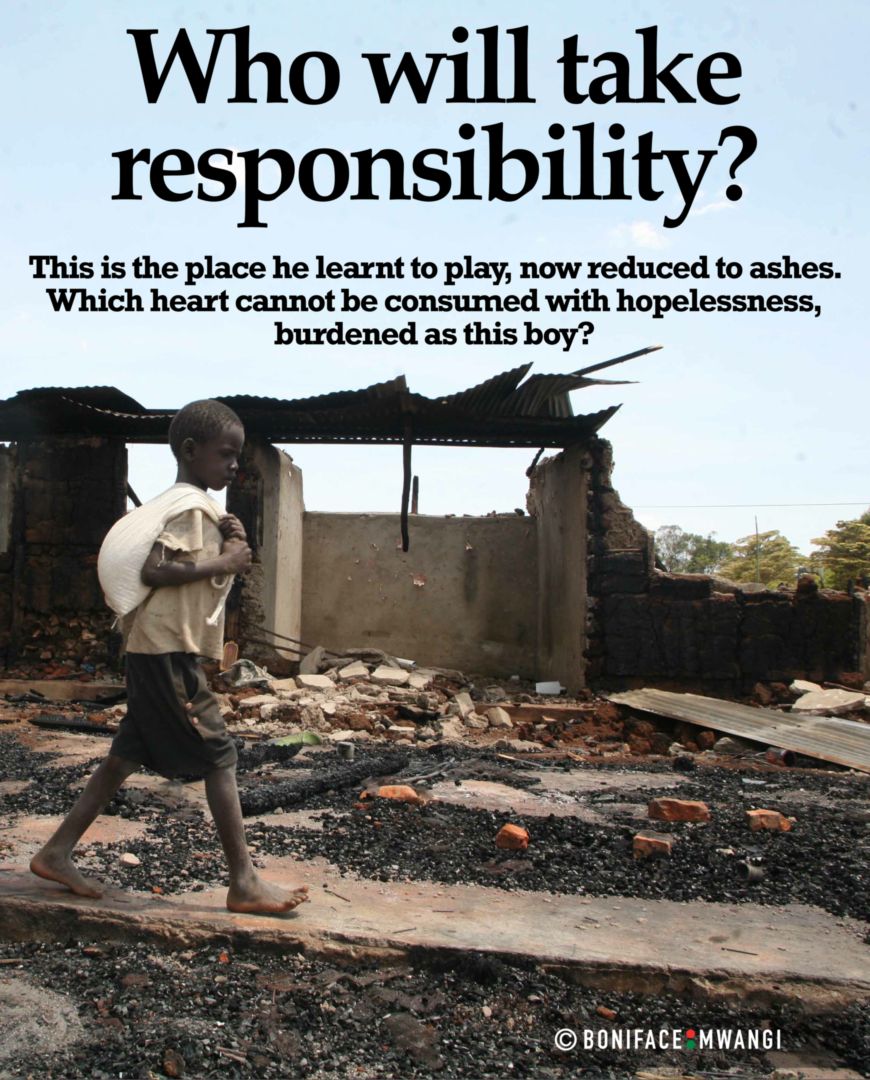 Who will take
responsibility?
This is the place he learnt to play, now reduced to ashes.
Which heart cannot be consumed with hopelessness,
burdened as this boy?
© BONIFACE MWANGI